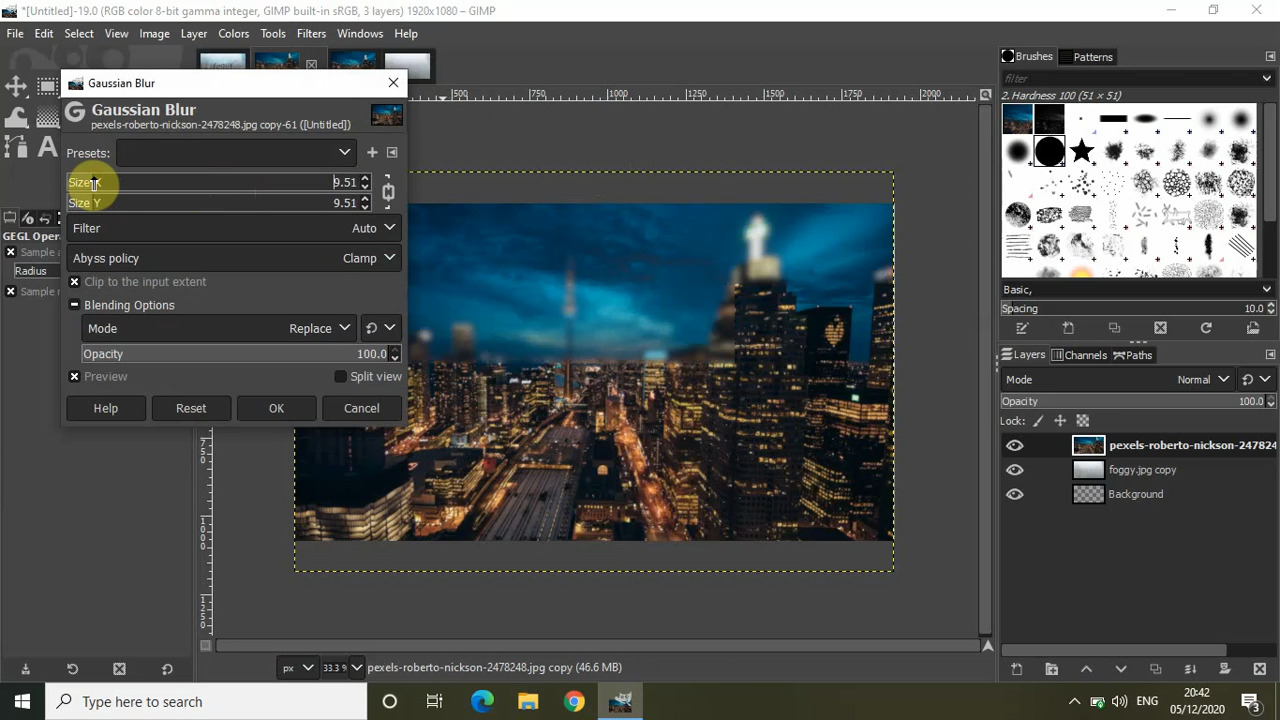 *[Untitled]-19.0 (RGB color 8-bit gamma integer, GIMP built-in sRGB, 3 layers) 1920x1080 – GIMP
File Edit Select View Image Layer Colors Tools Filters Windows Help
Gaussian Blur
Gaussian Blur
pexels-roberto-nickson-2478248.jpg copy-61 ([Untitled])
Presets:
Size X 9.51
Size Y 9.51
Filter Auto
Abyss policy Clamp
Clip to the input extent
Blending Options
Mode Replace
Opacity 100.0
Preview Split view
Help Reset OK Cancel
GEGL Oper
Sample a
Radius
Sample r
500 750 1000 1250 1500 1750 2000
750
1000
1250
px 33.3 % pexels-roberto-nickson-2478248.jpg copy (46.6 MB)
Brushes Patterns
filter
2. Hardness 100 (51 × 51)
Basic,
Spacing 10.0
Layers Channels Paths
Mode Normal
Opacity 100.0
Lock:
pexels-roberto-nickson-247824
foggy.jpg copy
Background
Type here to search
ENG
20:42
05/12/2020
3